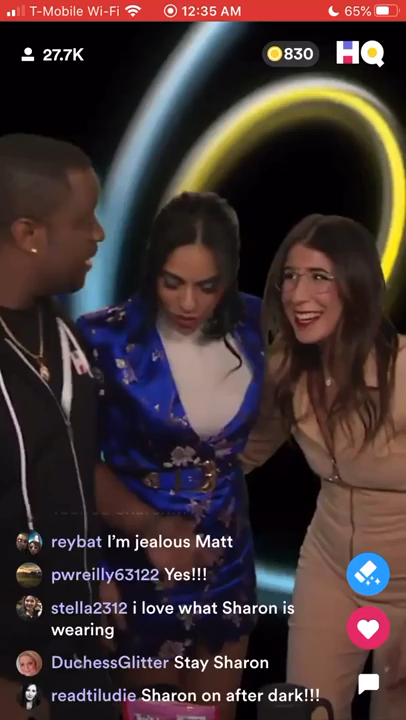 T-Mobile Wi-Fi 12:35 AM 65%
27.7K 830 HQ
reybat I'm jealous Matt
pwreilly63122 Yes!!!
stella2312 i love what Sharon is
wearing
DuchessGlitter Stay Sharon
readtiludie Sharon on after dark!!!